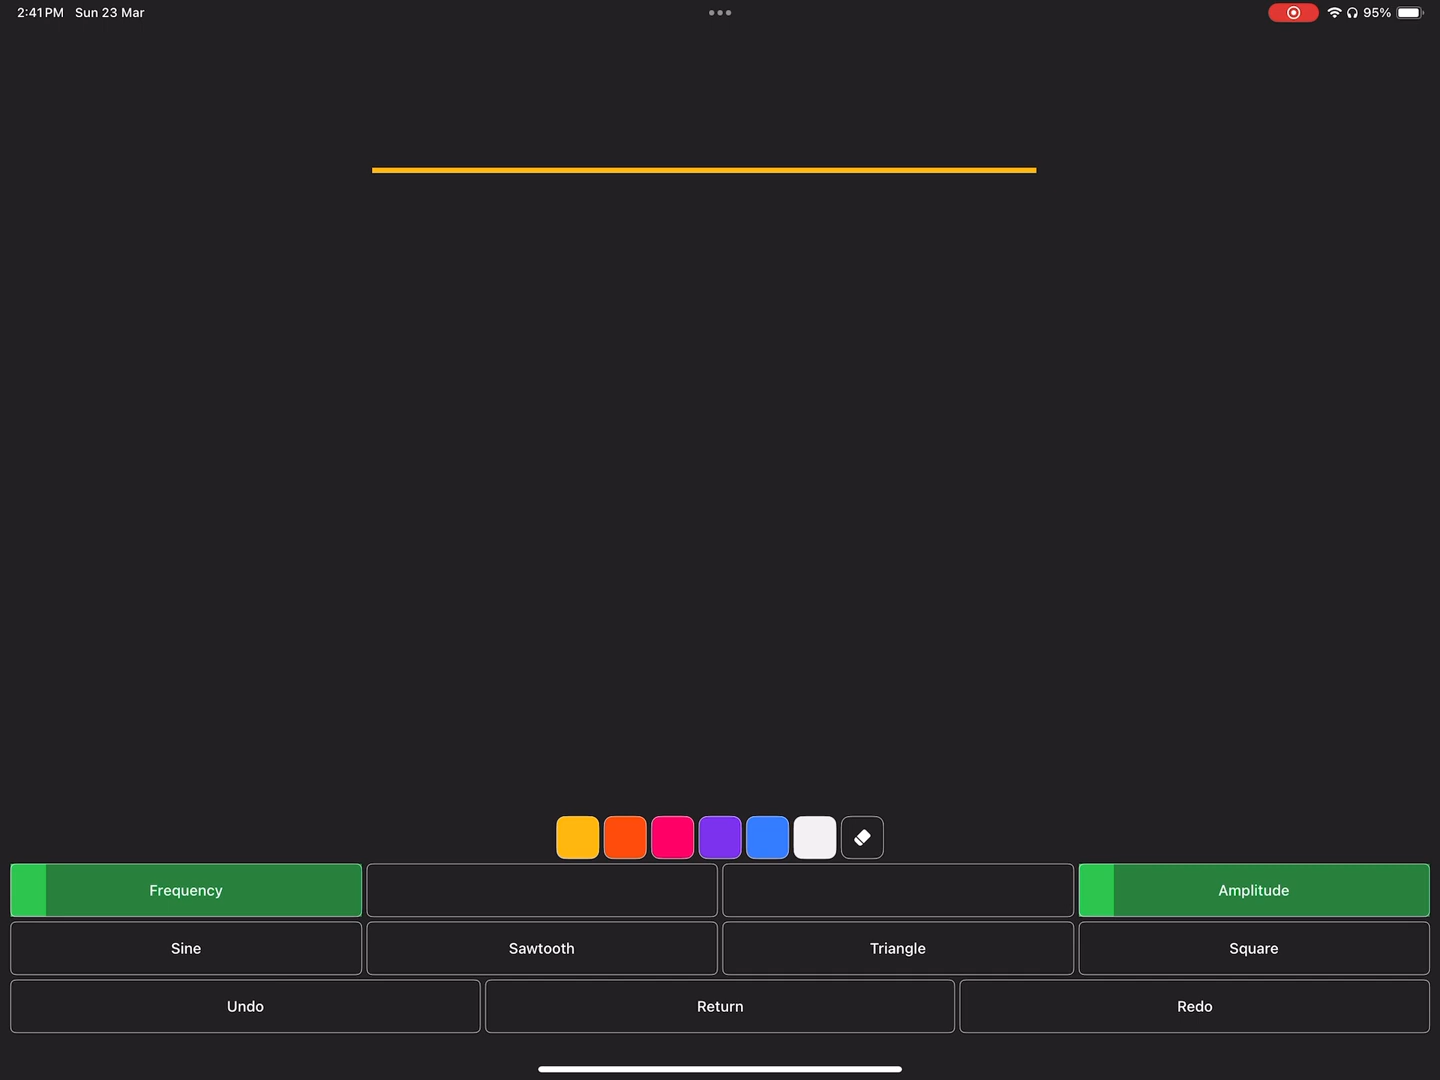 2:41 PM Sun 23 Mar 95%
Frequency Amplitude
Sine Sawtooth Triangle Square
Undo Return Redo